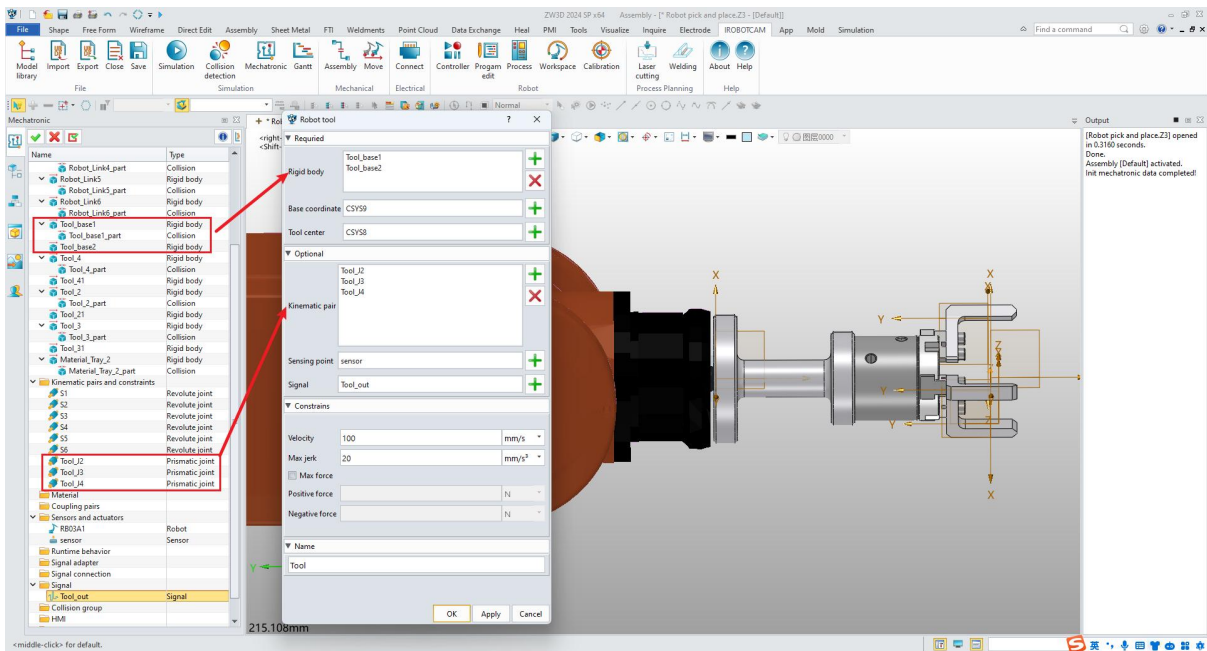 ZW3D 2024 SP x64 Assembly - [* Robot pick and place.Z3 - [Default]]
File Shape Free Form Wireframe Direct Edit Assembly Sheet Metal FTI Weldments Point Cloud Data Exchange Heal PMI Tools Visualize Inquire Electrode IROBOTCAM App Mold Simulation Find a command
Model library Import Export Close Save Simulation Collision detection Mechatronic Gantt Assembly Move Connect Controller Progam edit Process Workspace Calibration Laser cutting Welding About Help
File Simulation Mechanical Electrical Robot Process Planning Help
Normal
图层0000
Mechatronic
Name Type
Robot_Link4_part Collision
Robot_Link5 Rigid body
Robot_Link5_part Collision
Robot_Link6 Rigid body
Robot_Link6_part Collision
Tool_base1 Rigid body
Tool_base1_part Collision
Tool_base2 Rigid body
Tool_4 Rigid body
Tool_4_part Collision
Tool_41 Rigid body
Tool_2 Rigid body
Tool_2_part Collision
Tool_21 Rigid body
Tool_3 Rigid body
Tool_3_part Collision
Tool_31 Rigid body
Material_Tray_2 Rigid body
Material_Tray_2_part Collision
Kinematic pairs and constraints
S1 Revolute joint
S2 Revolute joint
S3 Revolute joint
S4 Revolute joint
S5 Revolute joint
S6 Revolute joint
Tool_J2 Prismatic joint
Tool_J3 Prismatic joint
Tool_J4 Prismatic joint
Material
Coupling pairs
Sensors and actuators
RB03A1 Robot
sensor Sensor
Runtime behavior
Signal adapter
Signal connection
Signal
Tool_out Signal
Collision group
HMI
<middle-click> for default.
* Rol
<right-
<Shift-
Robot tool ? X
Requried
Rigid body
Tool_base1
Tool_base2
Base coordinate CSYS9
Tool center CSYS8
Optional
Kinematic pair
Tool_J2
Tool_J3
Tool_J4
Sensing point sensor
Signal Tool_out
Constrains
Velocity 100 mm/s
Max jerk 20 mm/s³
Max force
Positive force N
Negative force N
Name
Tool
OK Apply Cancel
X
X
Y
Z
Y
Y
X
Y
215.108mm
Output
[Robot pick and place.Z3] opened
in 0.3160 seconds.
Done.
Assembly [Default] activated.
Init mechatronic data completed!
英